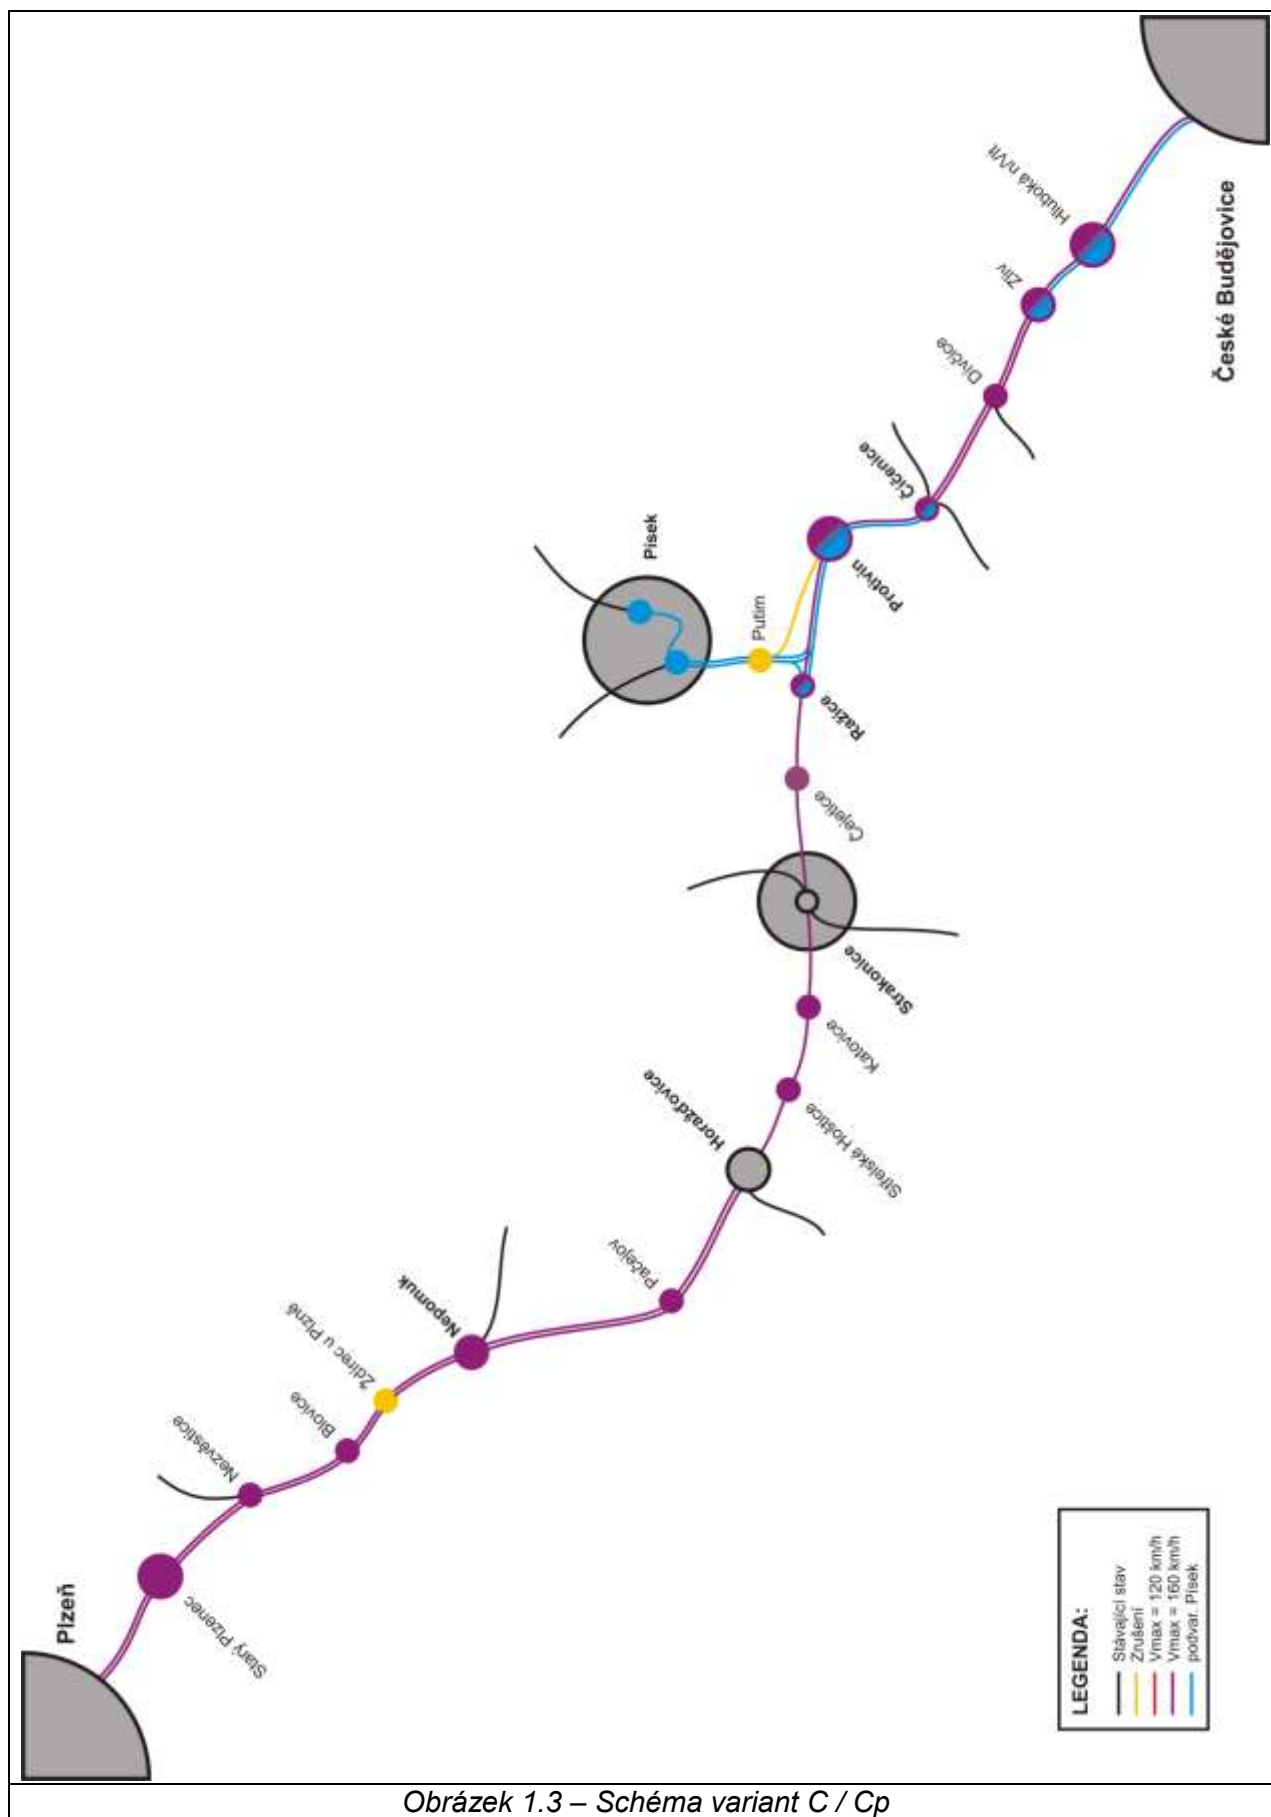 Plzeň
Starý Plzenec
Nezvěstice
Blovice
Ždírec u Plzně
Nepomuk
Pačejov
Horažďovice
Střelské Hoštice
Katovice
Strakonice
Čejetice
Ražice
Putim
Písek
Protivín
Číčenice
Dívčice
Zliv
Hluboká n/Vlt
České Budějovice
LEGENDA:
Stávající stav
Zrušení
Vmax = 120 km/h
Vmax = 160 km/h
podvar. Písek
Obrázek 1.3 – Schéma variant C / Cp